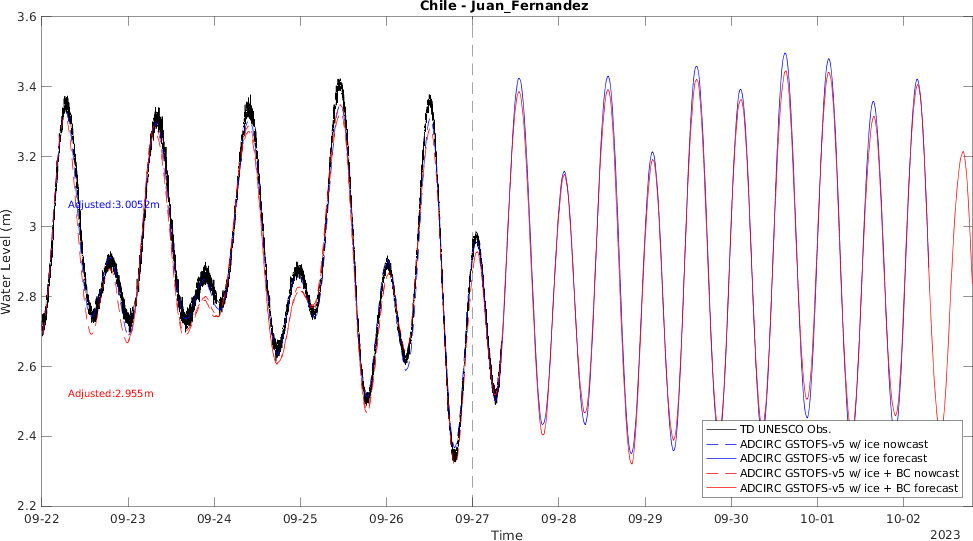 Chile - Juan_Fernandez
3.6
3.4
3.2
3
2.8
2.6
2.4
2.2
Water Level (m)
Adjusted:3.0052m
Adjusted:2.955m
TD UNESCO Obs.
ADCIRC GSTOFS-v5 w/ ice nowcast
ADCIRC GSTOFS-v5 w/ ice forecast
ADCIRC GSTOFS-v5 w/ ice + BC nowcast
ADCIRC GSTOFS-v5 w/ ice + BC forecast
09-22 09-23 09-24 09-25 09-26 09-27 09-28 09-29 09-30 10-01 10-02
Time
2023